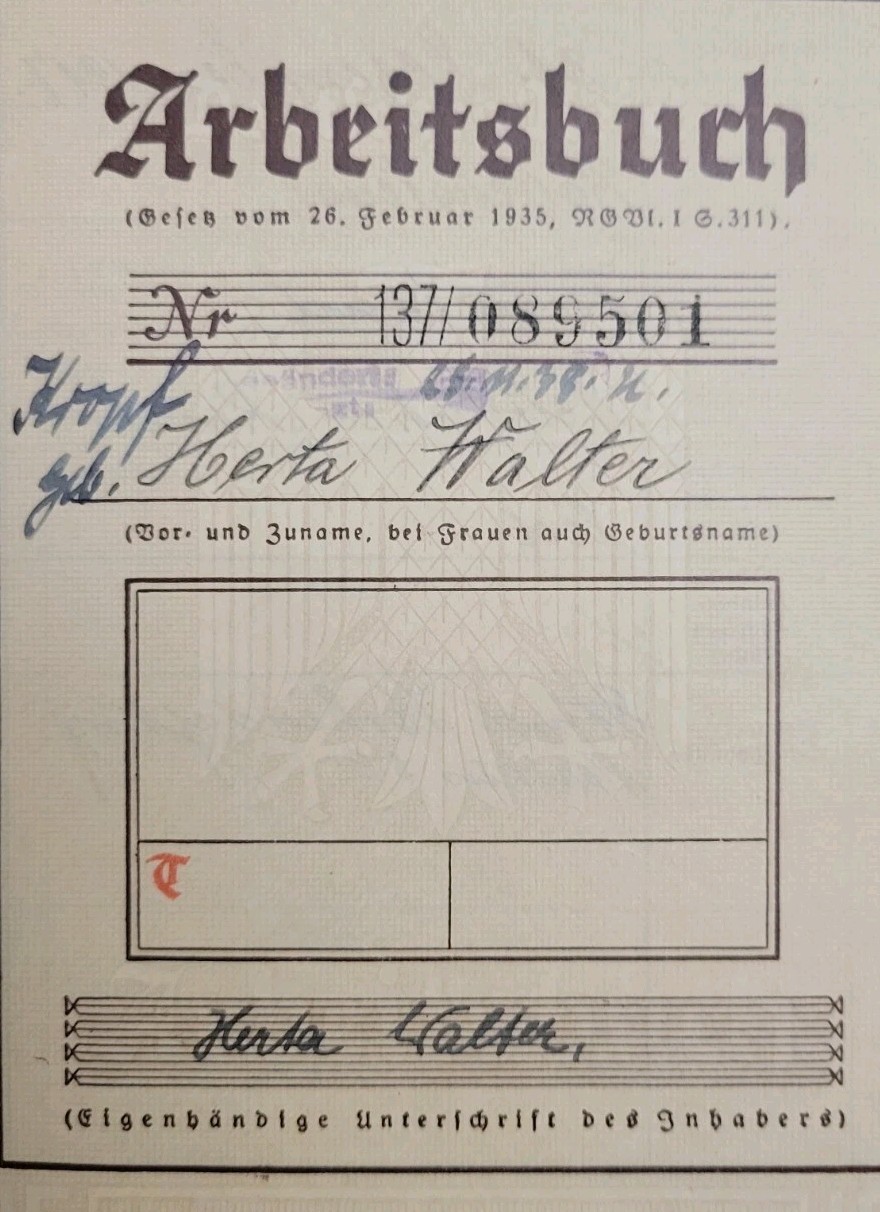 Arbeitsbuch
(Gesetz vom 26. Februar 1935, RGBl. I S.311).
Nr 137/089501
Kropf
geb. Herta Walter
(Vor- und Zuname, bei Frauen auch Geburtsname)
T
Herta Walter,
(Eigenhändige Unterschrift des Inhabers)